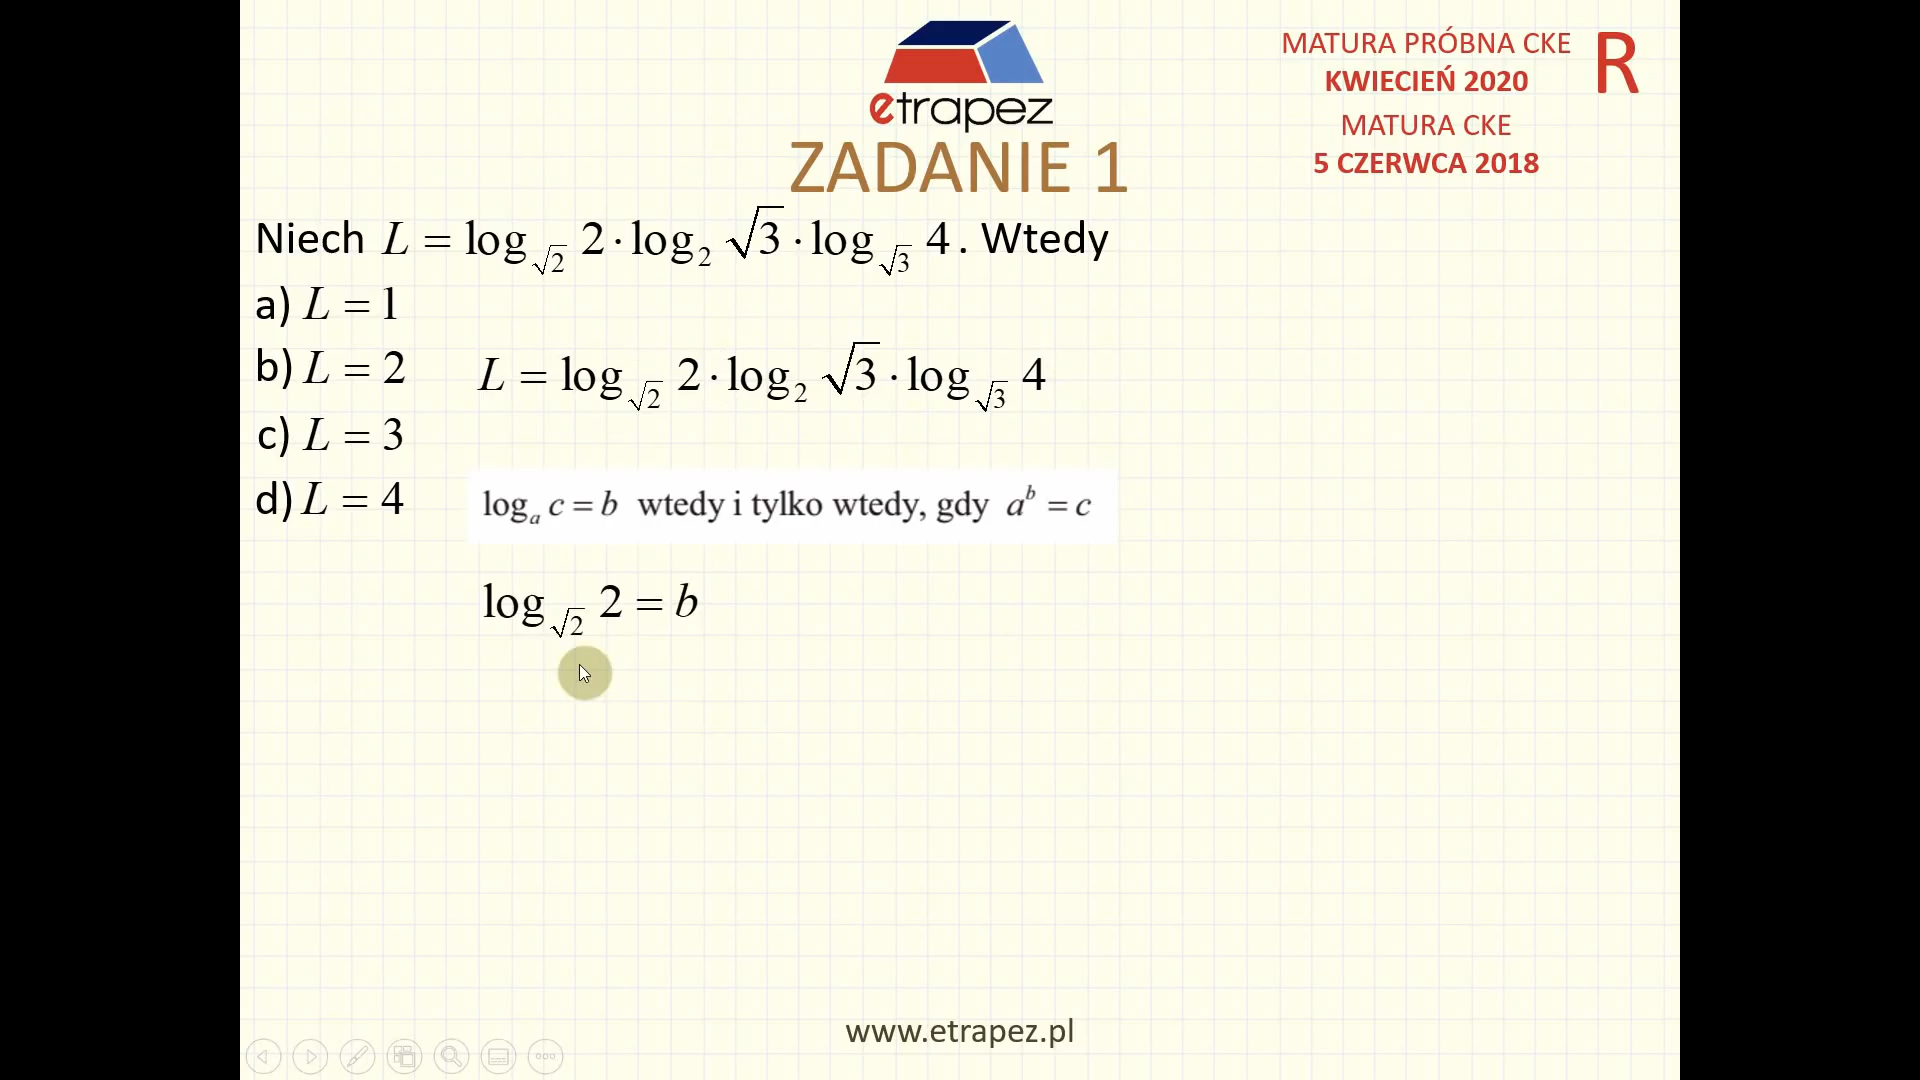 etrapez
MATURA PRÓBNA CKE
KWIECIEŃ 2020
R
MATURA CKE
5 CZERWCA 2018
ZADANIE 1
Niech L = log_{√2} 2 · log_2 √3 · log_{√3} 4. Wtedy
a) L = 1
b) L = 2
L = log_{√2} 2 · log_2 √3 · log_{√3} 4
c) L = 3
d) L = 4
log_a c = b wtedy i tylko wtedy, gdy a^b = c
log_{√2} 2 = b
www.etrapez.pl